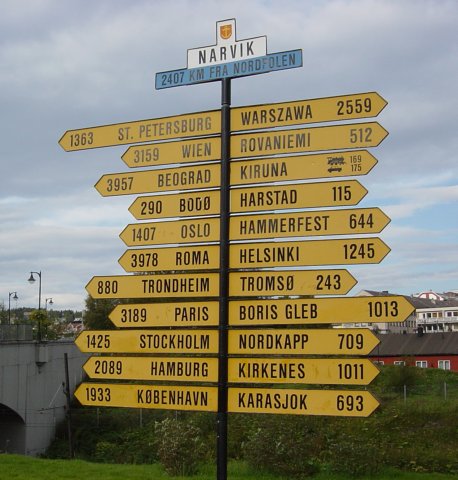 NARVIK
2407 KM FRA NORDPOLEN
1363 ST. PETERSBURG
WARSZAWA 2559
3159 WIEN
ROVANIEMI 512
3957 BEOGRAD
KIRUNA 169 175
290 BODØ
HARSTAD 115
1407 OSLO
HAMMERFEST 644
3978 ROMA
HELSINKI 1245
880 TRONDHEIM
TROMSØ 243
3189 PARIS
BORIS GLEB 1013
1425 STOCKHOLM
NORDKAPP 709
2089 HAMBURG
KIRKENES 1011
1933 KØBENHAVN
KARASJOK 693